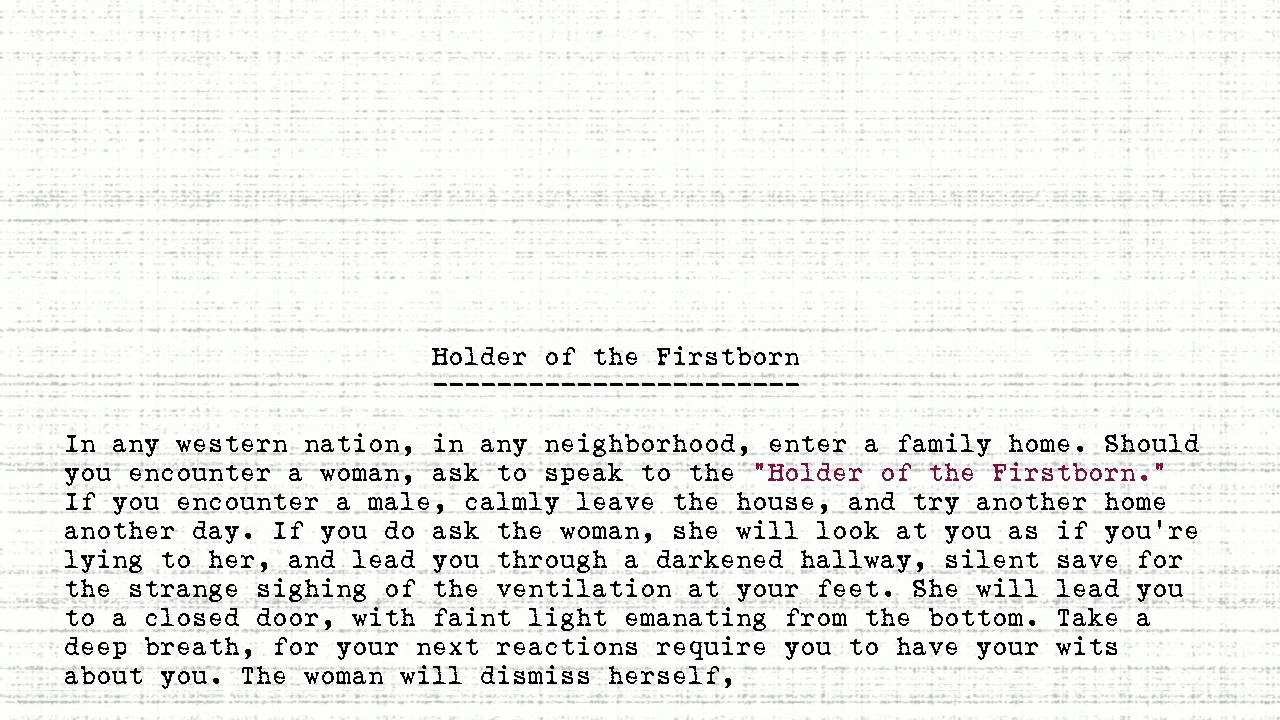 Holder of the Firstborn
-----------------------
In any western nation, in any neighborhood, enter a family home. Should
you encounter a woman, ask to speak to the "Holder of the Firstborn."
If you encounter a male, calmly leave the house, and try another home
another day. If you do ask the woman, she will look at you as if you're
lying to her, and lead you through a darkened hallway, silent save for
the strange sighing of the ventilation at your feet. She will lead you
to a closed door, with faint light emanating from the bottom. Take a
deep breath, for your next reactions require you to have your wits
about you. The woman will dismiss herself,